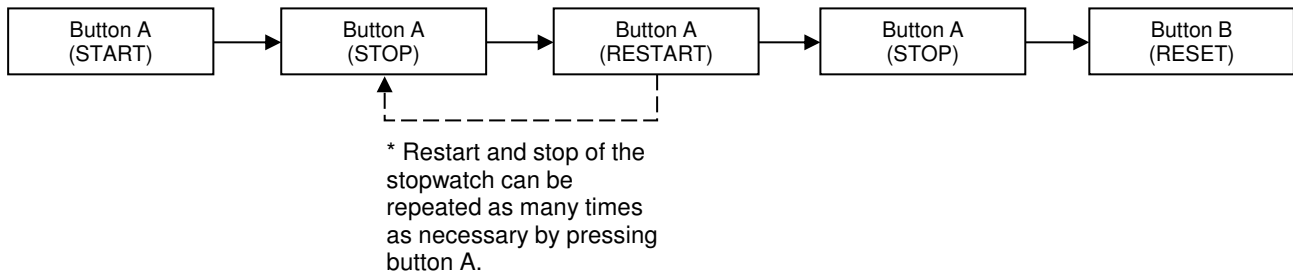 Button A
(START)
Button A
(STOP)
Button A
(RESTART)
Button A
(STOP)
Button B
(RESET)
* Restart and stop of the
stopwatch can be
repeated as many times
as necessary by pressing
button A.